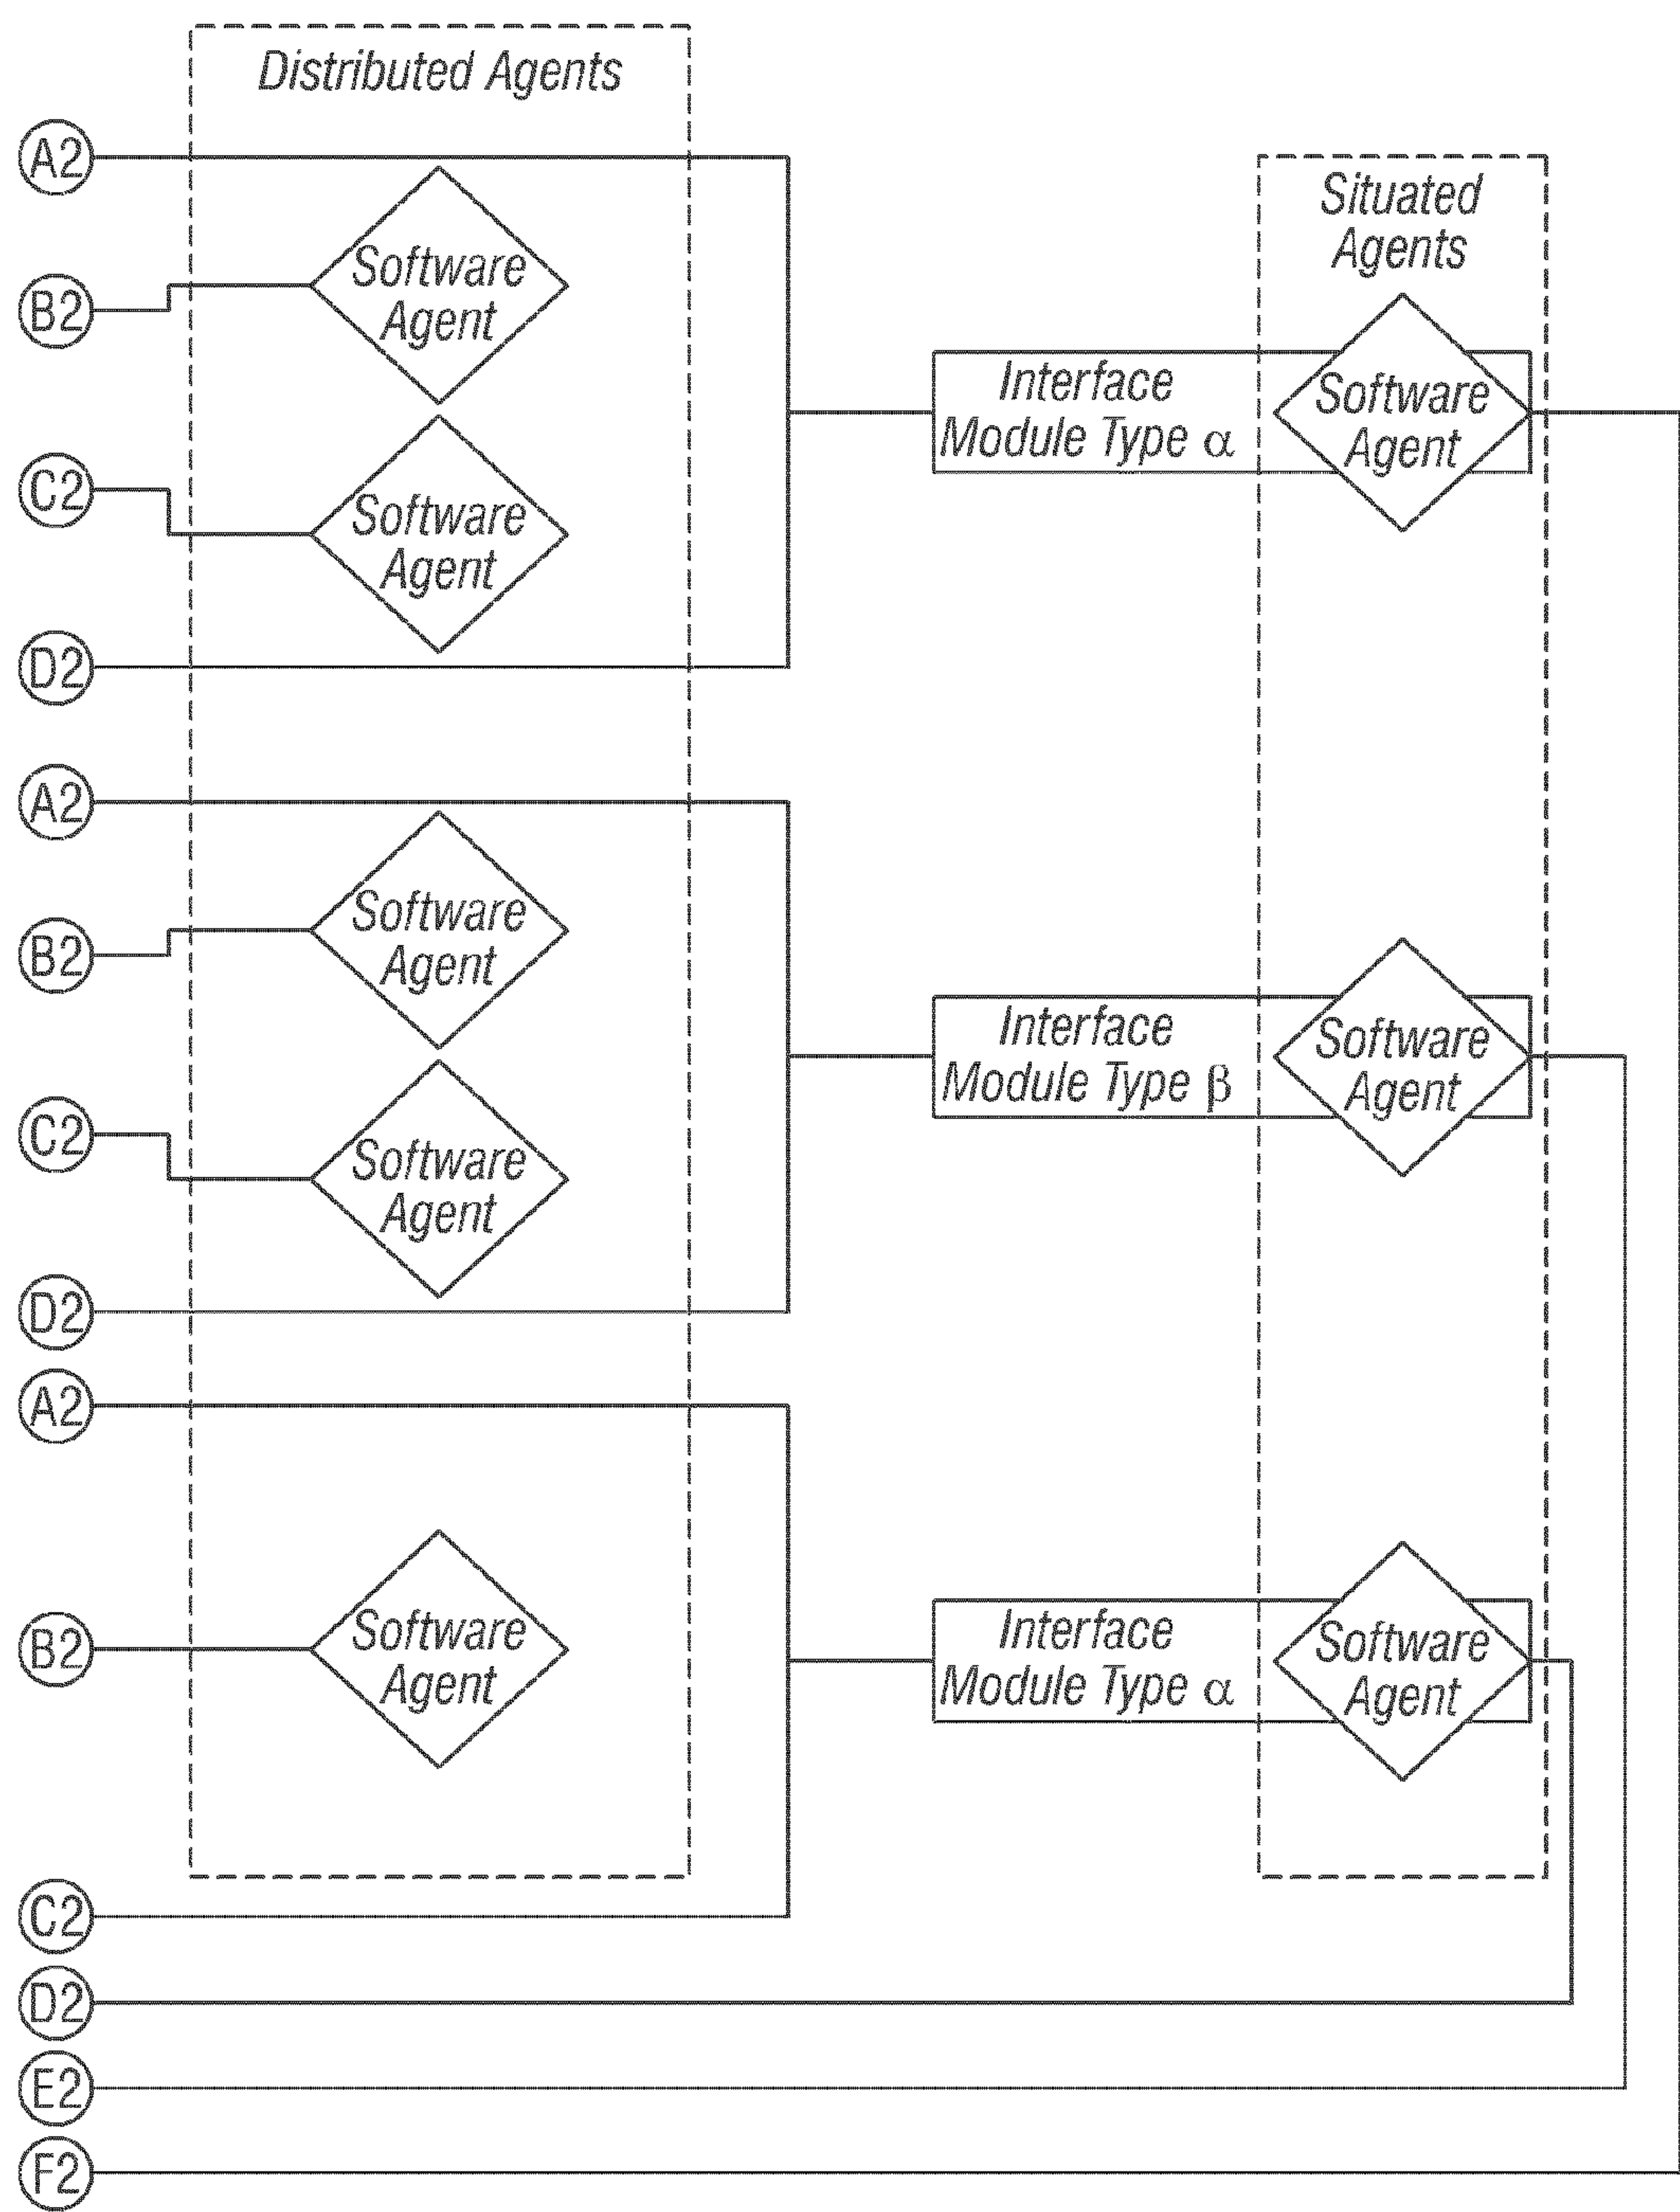 Distributed Agents
A2
Situated
Agents
Software
Agent
B2
Interface
Module Type α
Software
Agent
C2
Software
Agent
D2
A2
Software
Agent
B2
Interface
Module Type β
Software
Agent
C2
Software
Agent
D2
A2
Software
Agent
B2
Interface
Module Type α
Software
Agent
C2
D2
E2
F2